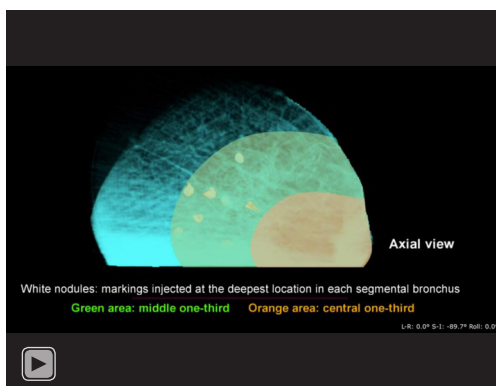 Axial view
White nodules: markings injected at the deepest location in each segmental bronchus
Green area: middle one-third Orange area: central one-third
L-R: 0.0° S-I: -89.7° Roll: 0.0°